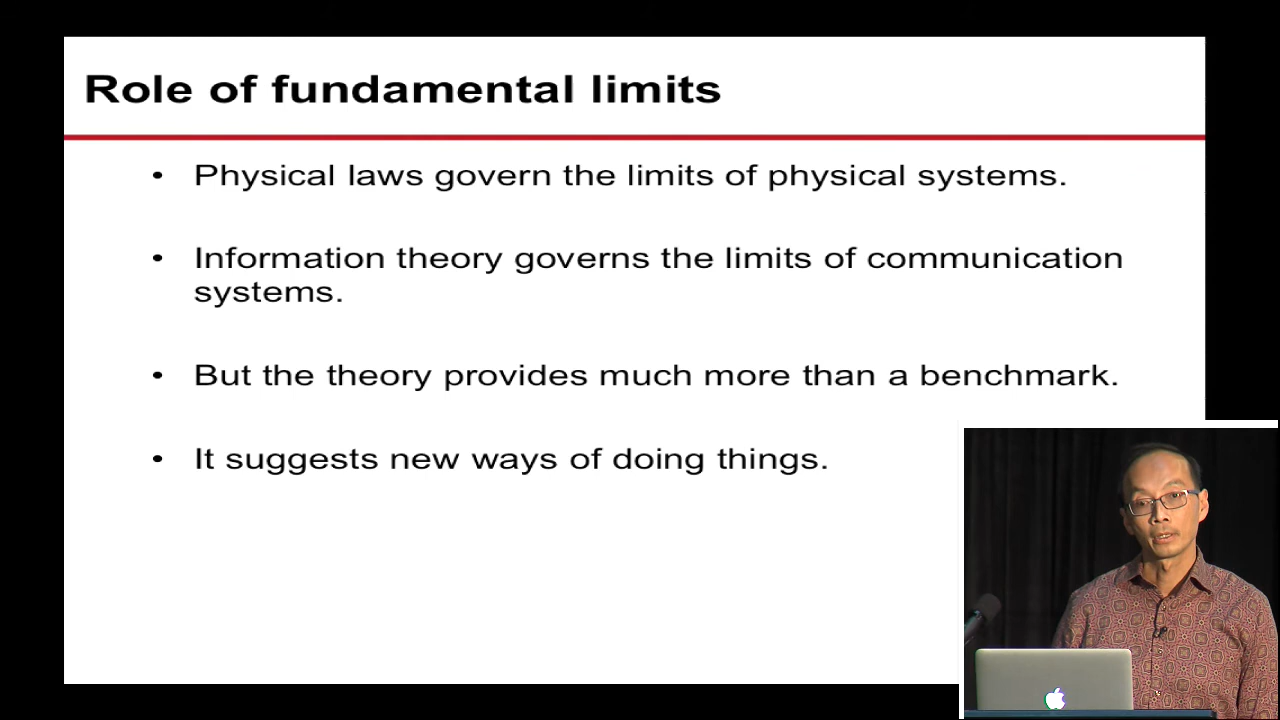 Role of fundamental limits
• Physical laws govern the limits of physical systems.
• Information theory governs the limits of communication
systems.
• But the theory provides much more than a benchmark.
• It suggests new ways of doing things.